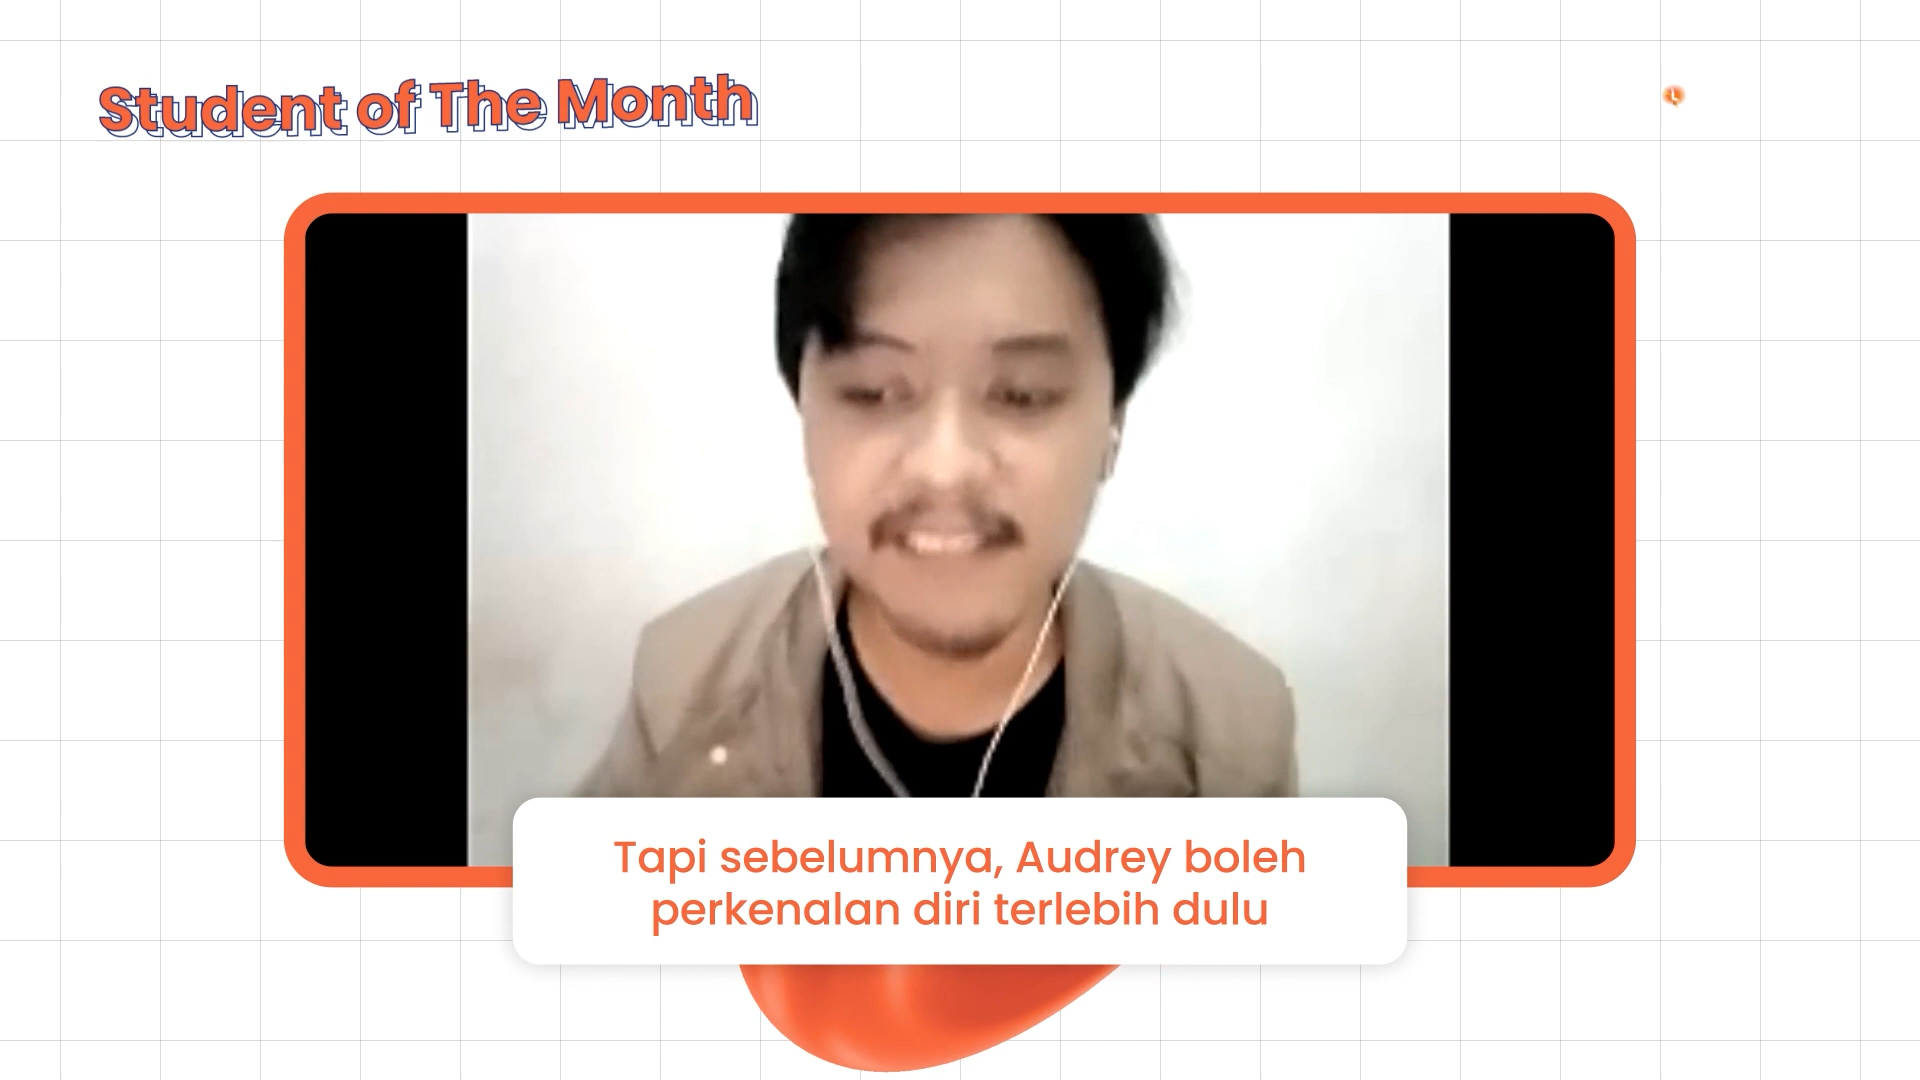 Student of The Month
Tapi sebelumnya, Audrey boleh
perkenalan diri terlebih dulu